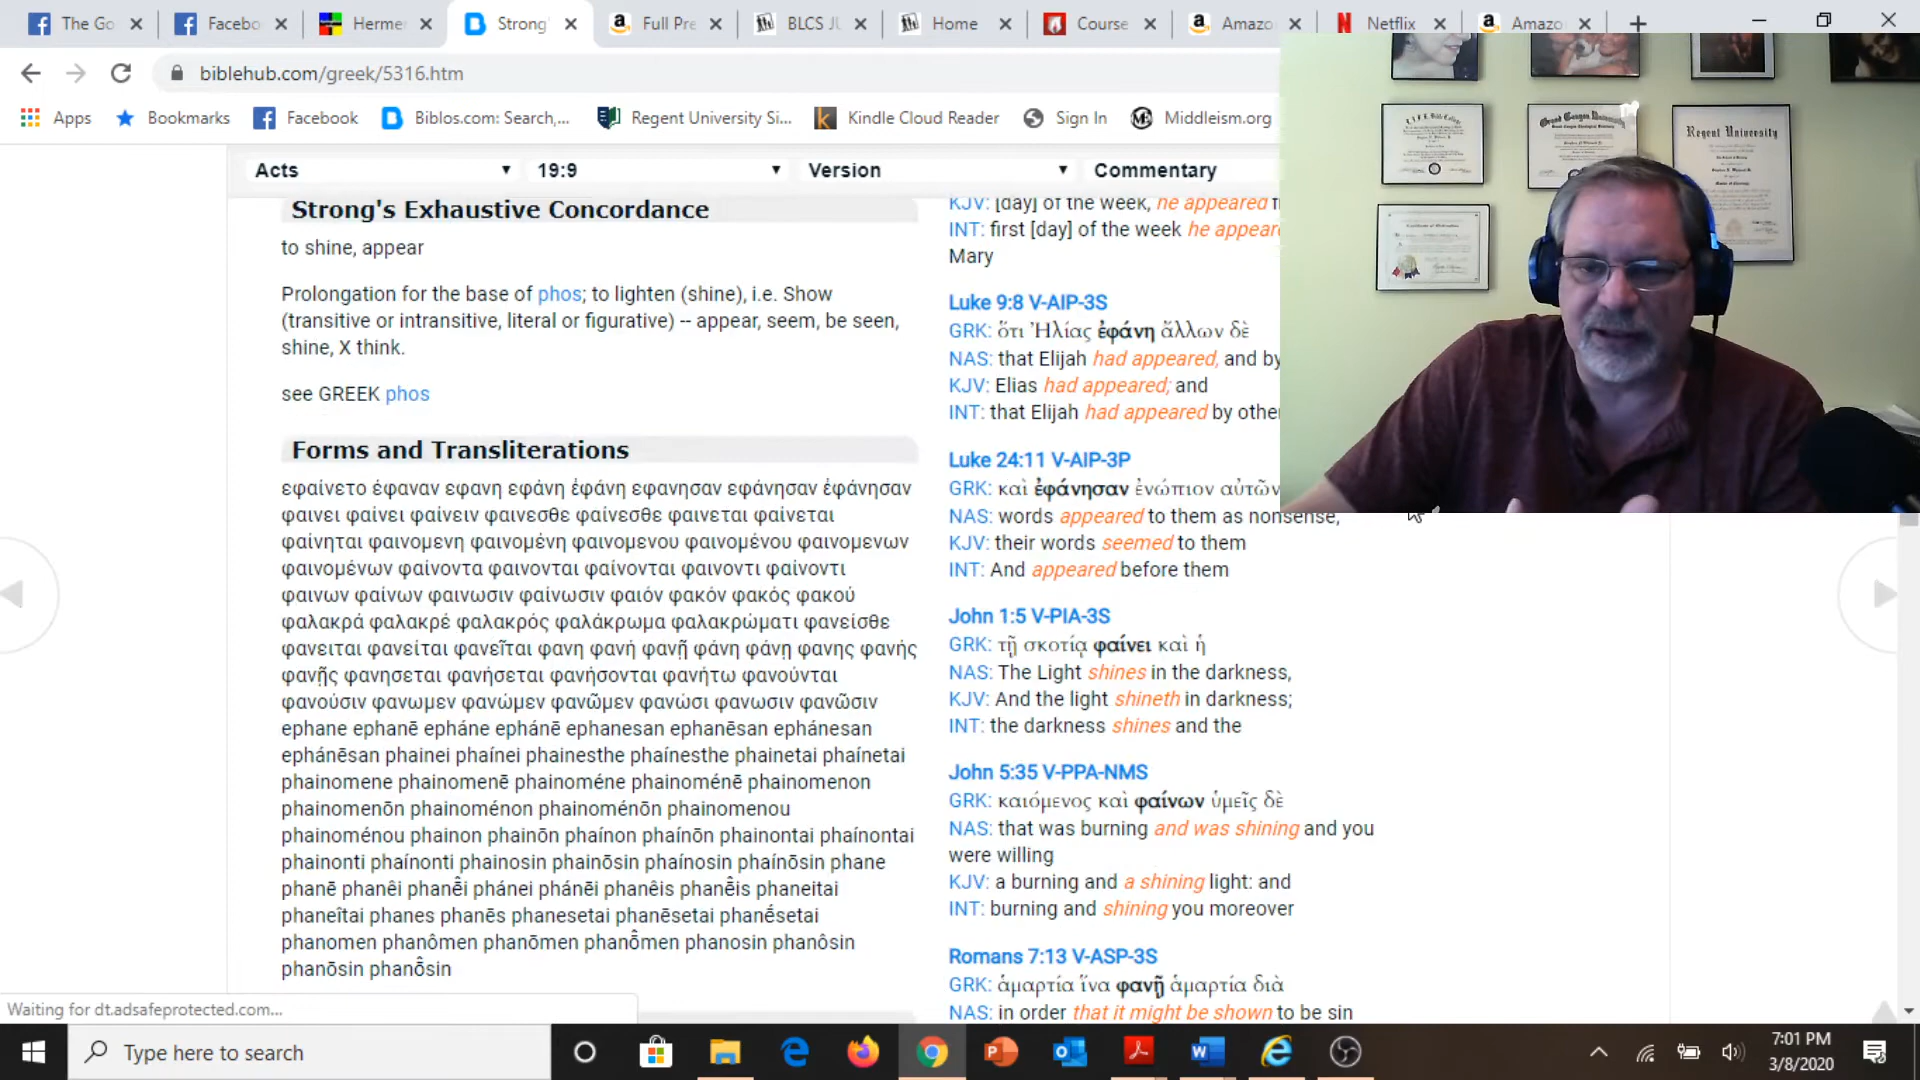 The Go
Facebo
Herme
Strong'
Full Pre
BLCS JU
Home
Course
Amazo
Netflix
Amazo
biblehub.com/greek/5316.htm
Apps
Bookmarks
Facebook
Biblos.com: Search,...
Regent University Si...
Kindle Cloud Reader
Sign In
Middleism.org
Acts
19:9
Version
Commentary
Strong's Exhaustive Concordance
to shine, appear
Prolongation for the base of phos; to lighten (shine), i.e. Show
(transitive or intransitive, literal or figurative) -- appear, seem, be seen,
shine, X think.
see GREEK phos
Forms and Transliterations
εφαίνετο έφαναν εφανη εφάνη ἐφάνη εφανησαν εφάνησαν ἐφάνησαν
φαινει φαίνει φαίνειν φαινεσθε φαίνεσθε φαινεται φαίνεται
φαίνηται φαινομενη φαινομένη φαινομενου φαινομένου φαινομενων
φαινομένων φαίνοντα φαινονται φαίνονται φαινοντι φαίνοντι
φαινων φαίνων φαινωσιν φαίνωσιν φαιόν φακόν φακός φακού
φαλακρά φαλακρέ φαλακρός φαλάκρωμα φαλακρώματι φανείσθε
φανειται φανείται φανεῖται φανη φανή φανῇ φάνη φάνῃ φανης φανής
φανῇς φανησεται φανήσεται φανήσονται φανήτω φανούνται
φανούσιν φανωμεν φανώμεν φανῶμεν φανώσι φανωσιν φανῶσιν
ephane ephanē epháne ephánē ephanesan ephanēsan ephánesan
ephánēsan phainei phaínei phainesthe phaínesthe phainetai phaínetai
phainomene phainomenē phainoméne phainoménē phainomenon
phainomenōn phainoménon phainoménōn phainomenou
phainoménou phainon phainōn phaínon phaínōn phainontai phaínontai
phainonti phaínonti phainosin phainōsin phaínosin phaínōsin phane
phanē phanêi phanē̂i phánei phánēi phanêis phanē̂is phaneitai
phaneîtai phanes phanēs phanesetai phanēsetai phanḗsetai
phanomen phanômen phanōmen phanō̂men phanosin phanôsin
phanōsin phanō̂sin
KJV: [day] of the week, he appeared
INT: first [day] of the week he appear
Mary
Luke 9:8 V-AIP-3S
GRK: ὅτι Ἠλίας ἐφάνη ἄλλων δὲ
NAS: that Elijah had appeared, and by
KJV: Elias had appeared; and
INT: that Elijah had appeared by other
Luke 24:11 V-AIP-3P
GRK: καὶ ἐφάνησαν ἐνώπιον αὐτῶν
NAS: words appeared to them as nonsense,
KJV: their words seemed to them
INT: And appeared before them
John 1:5 V-PIA-3S
GRK: τῇ σκοτίᾳ φαίνει καὶ ἡ
NAS: The Light shines in the darkness,
KJV: And the light shineth in darkness;
INT: the darkness shines and the
John 5:35 V-PPA-NMS
GRK: καιόμενος καὶ φαίνων ὑμεῖς δὲ
NAS: that was burning and was shining and you
were willing
KJV: a burning and a shining light: and
INT: burning and shining you moreover
Romans 7:13 V-ASP-3S
GRK: ἁμαρτία ἵνα φανῇ ἁμαρτία διὰ
NAS: in order that it might be shown to be sin
Regent University
Waiting for dt.adsafeprotected.com...
Type here to search
7:01 PM
3/8/2020